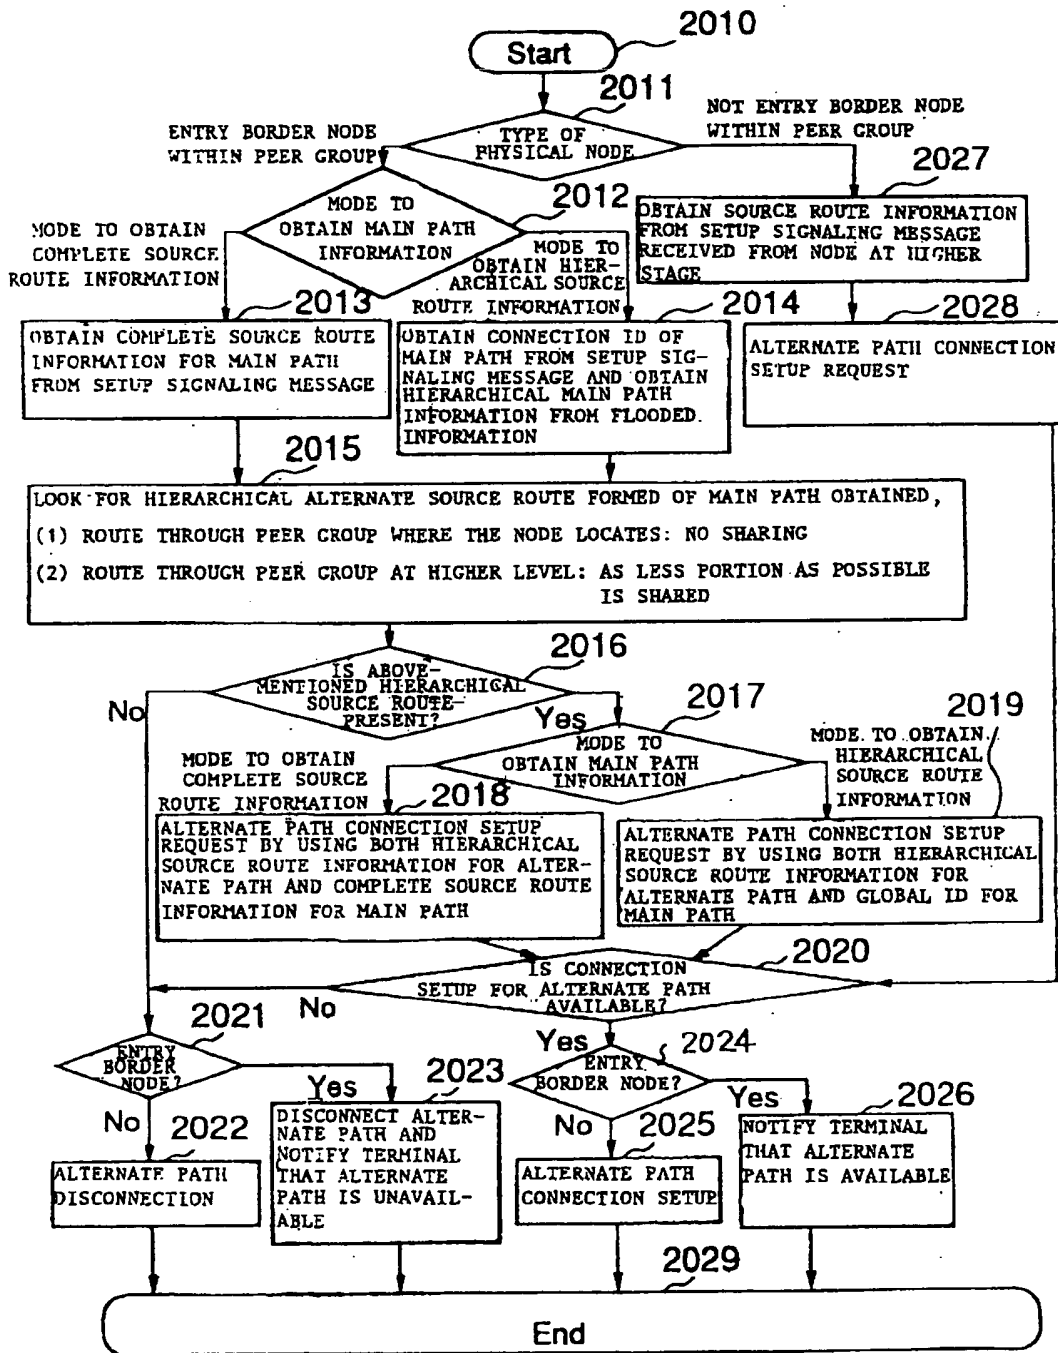 2010
Start
2011
TYPE OF
PHYSICAL NODE
ENTRY BORDER NODE
WITHIN PEER GROUP
NOT ENTRY BORDER NODE
WITHIN PEER GROUP
2012
MODE TO
OBTAIN MAIN PATH
INFORMATION
2027
OBTAIN SOURCE ROUTE INFORMATION
FROM SETUP SIGNALING MESSAGE
RECEIVED FROM NODE AT HIGHER
STAGE
MODE TO OBTAIN
COMPLETE SOURCE
ROUTE INFORMATION
MODE TO
OBTAIN HIER-
ARCHICAL SOURCE
ROUTE INFORMATION
2013
OBTAIN COMPLETE SOURCE ROUTE
INFORMATION FOR MAIN PATH
FROM SETUP SIGNALING MESSAGE
2014
OBTAIN CONNECTION ID OF
MAIN PATH FROM SETUP SIG-
NALING MESSAGE AND OBTAIN
HIERARCHICAL MAIN PATH
INFORMATION FROM FLOODED.
INFORMATION
2028
ALTERNATE PATH CONNECTION
SETUP REQUEST
2015
LOOK FOR HIERARCHICAL ALTERNATE SOURCE ROUTE FORMED OF MAIN PATH OBTAINED,
(1) ROUTE THROUGH PEER GROUP WHERE THE NODE LOCATES: NO SHARING
(2) ROUTE THROUGH PEER GROUP AT HIGHER LEVEL: AS LESS PORTION AS POSSIBLE
IS SHARED
2016
IS ABOVE-
MENTIONED HIERARCHICAL
SOURCE ROUTE-
PRESENT?
No
Yes
2017
MODE TO
OBTAIN MAIN PATH
INFORMATION
2019
MODE TO OBTAIN
COMPLETE SOURCE
ROUTE INFORMATION
MODE. TO OBTAIN.
HIERARCHICAL
SOURCE ROUTE
INFORMATION
2018
ALTERNATE PATH CONNECTION SETUP
REQUEST BY USING BOTH HIERARCHICAL
SOURCE ROUTE INFORMATION FOR ALTER-
NATE PATH AND COMPLETE SOURCE ROUTE
INFORMATION FOR MAIN PATH
ALTERNATE PATH CONNECTION SETUP
REQUEST BY USING BOTH HIERARCHICAL
SOURCE ROUTE INFORMATION FOR
ALTERNATE PATH AND GLOBAL ID FOR
MAIN PATH
2020
IS CONNECTION
SETUP FOR ALTERNATE PATH
AVAILABLE?
No
Yes
2021
ENTRY
BORDER
NODE?
Yes
No
2024
ENTRY
BORDER NODE?
Yes
No
2022
ALTERNATE PATH
DISCONNECTION
2023
DISCONNECT ALTER-
NATE PATH AND
NOTIFY TERMINAL
THAT ALTERNATE
PATH IS UNAVAIL-
ABLE
2025
ALTERNATE PATH
CONNECTION SETUP
2026
NOTIFY TERMINAL
THAT ALTERNATE
PATH IS AVAILABLE
2029
End